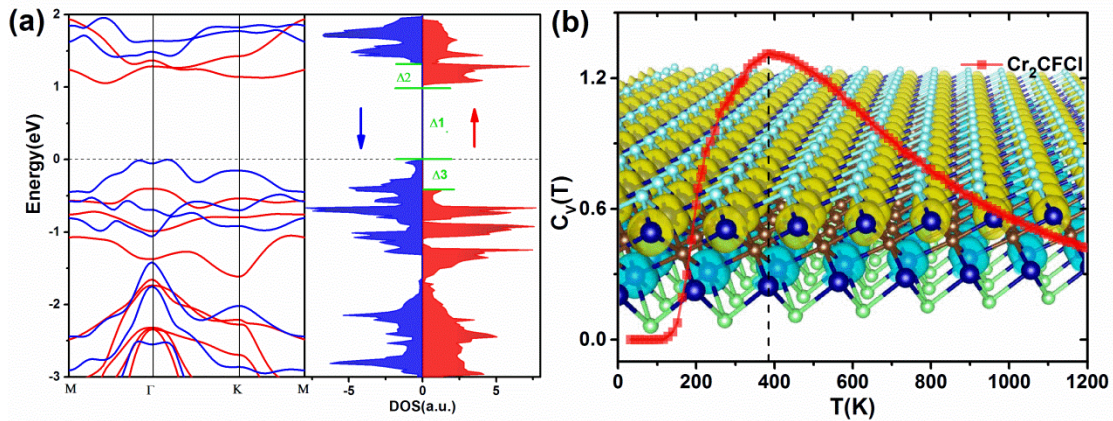 (a)
Energy(eV)
2
1
0
-1
-2
-3
M Γ K M
Δ2
Δ1
Δ3
-5 0 5
DOS(a.u.)
(b)
Cr₂CFCl
C_V(T)
1.2
0.6
0.0
0 200 400 600 800 1000 1200
T(K)